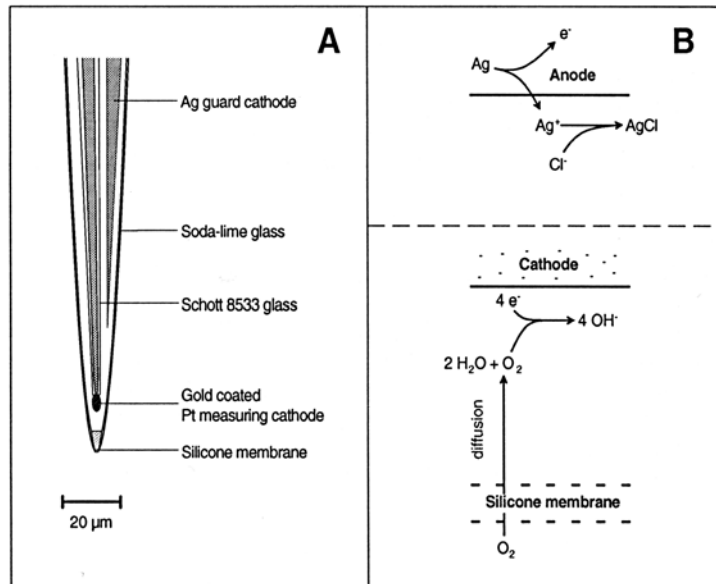 A
Ag guard cathode
Soda-lime glass
Schott 8533 glass
Gold coated
Pt measuring cathode
Silicone membrane
20 µm
B
e⁻
Ag
Anode
Ag⁺
AgCl
Cl⁻
Cathode
4 e⁻
4 OH⁻
2 H₂O + O₂
diffusion
Silicone membrane
O₂